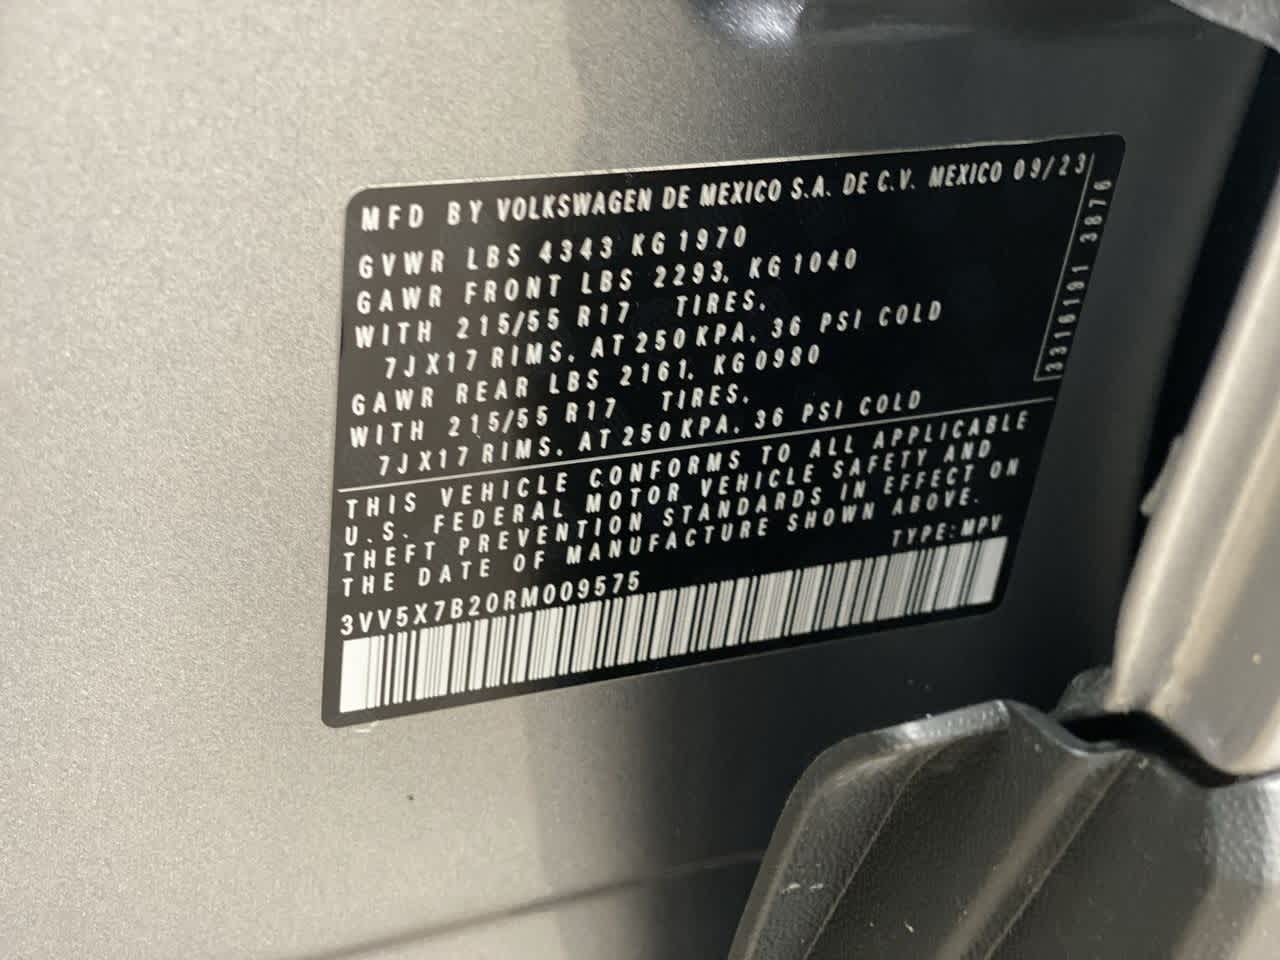 MFD BY VOLKSWAGEN DE MEXICO S.A. DE C.V. MEXICO 09/23
GVWR LBS 4343 KG 1970
GAWR FRONT LBS 2293, KG 1040
WITH 215/55 R17 TIRES,
7JX17 RIMS, AT 250 KPA, 36 PSI COLD
GAWR REAR LBS 2161, KG 0980
WITH 215/55 R17 TIRES,
7JX17 RIMS, AT 250 KPA, 36 PSI COLD
3316191 3876
THIS VEHICLE CONFORMS TO ALL APPLICABLE
U.S. FEDERAL MOTOR VEHICLE SAFETY AND
THEFT PREVENTION STANDARDS IN EFFECT ON
THE DATE OF MANUFACTURE SHOWN ABOVE.
TYPE: MPV
3VV5X7B20RM009575